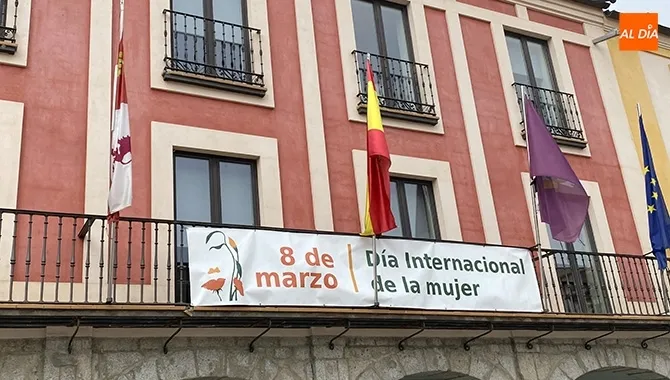 AL DÍA
8 de
marzo
Día Internacional
de la mujer